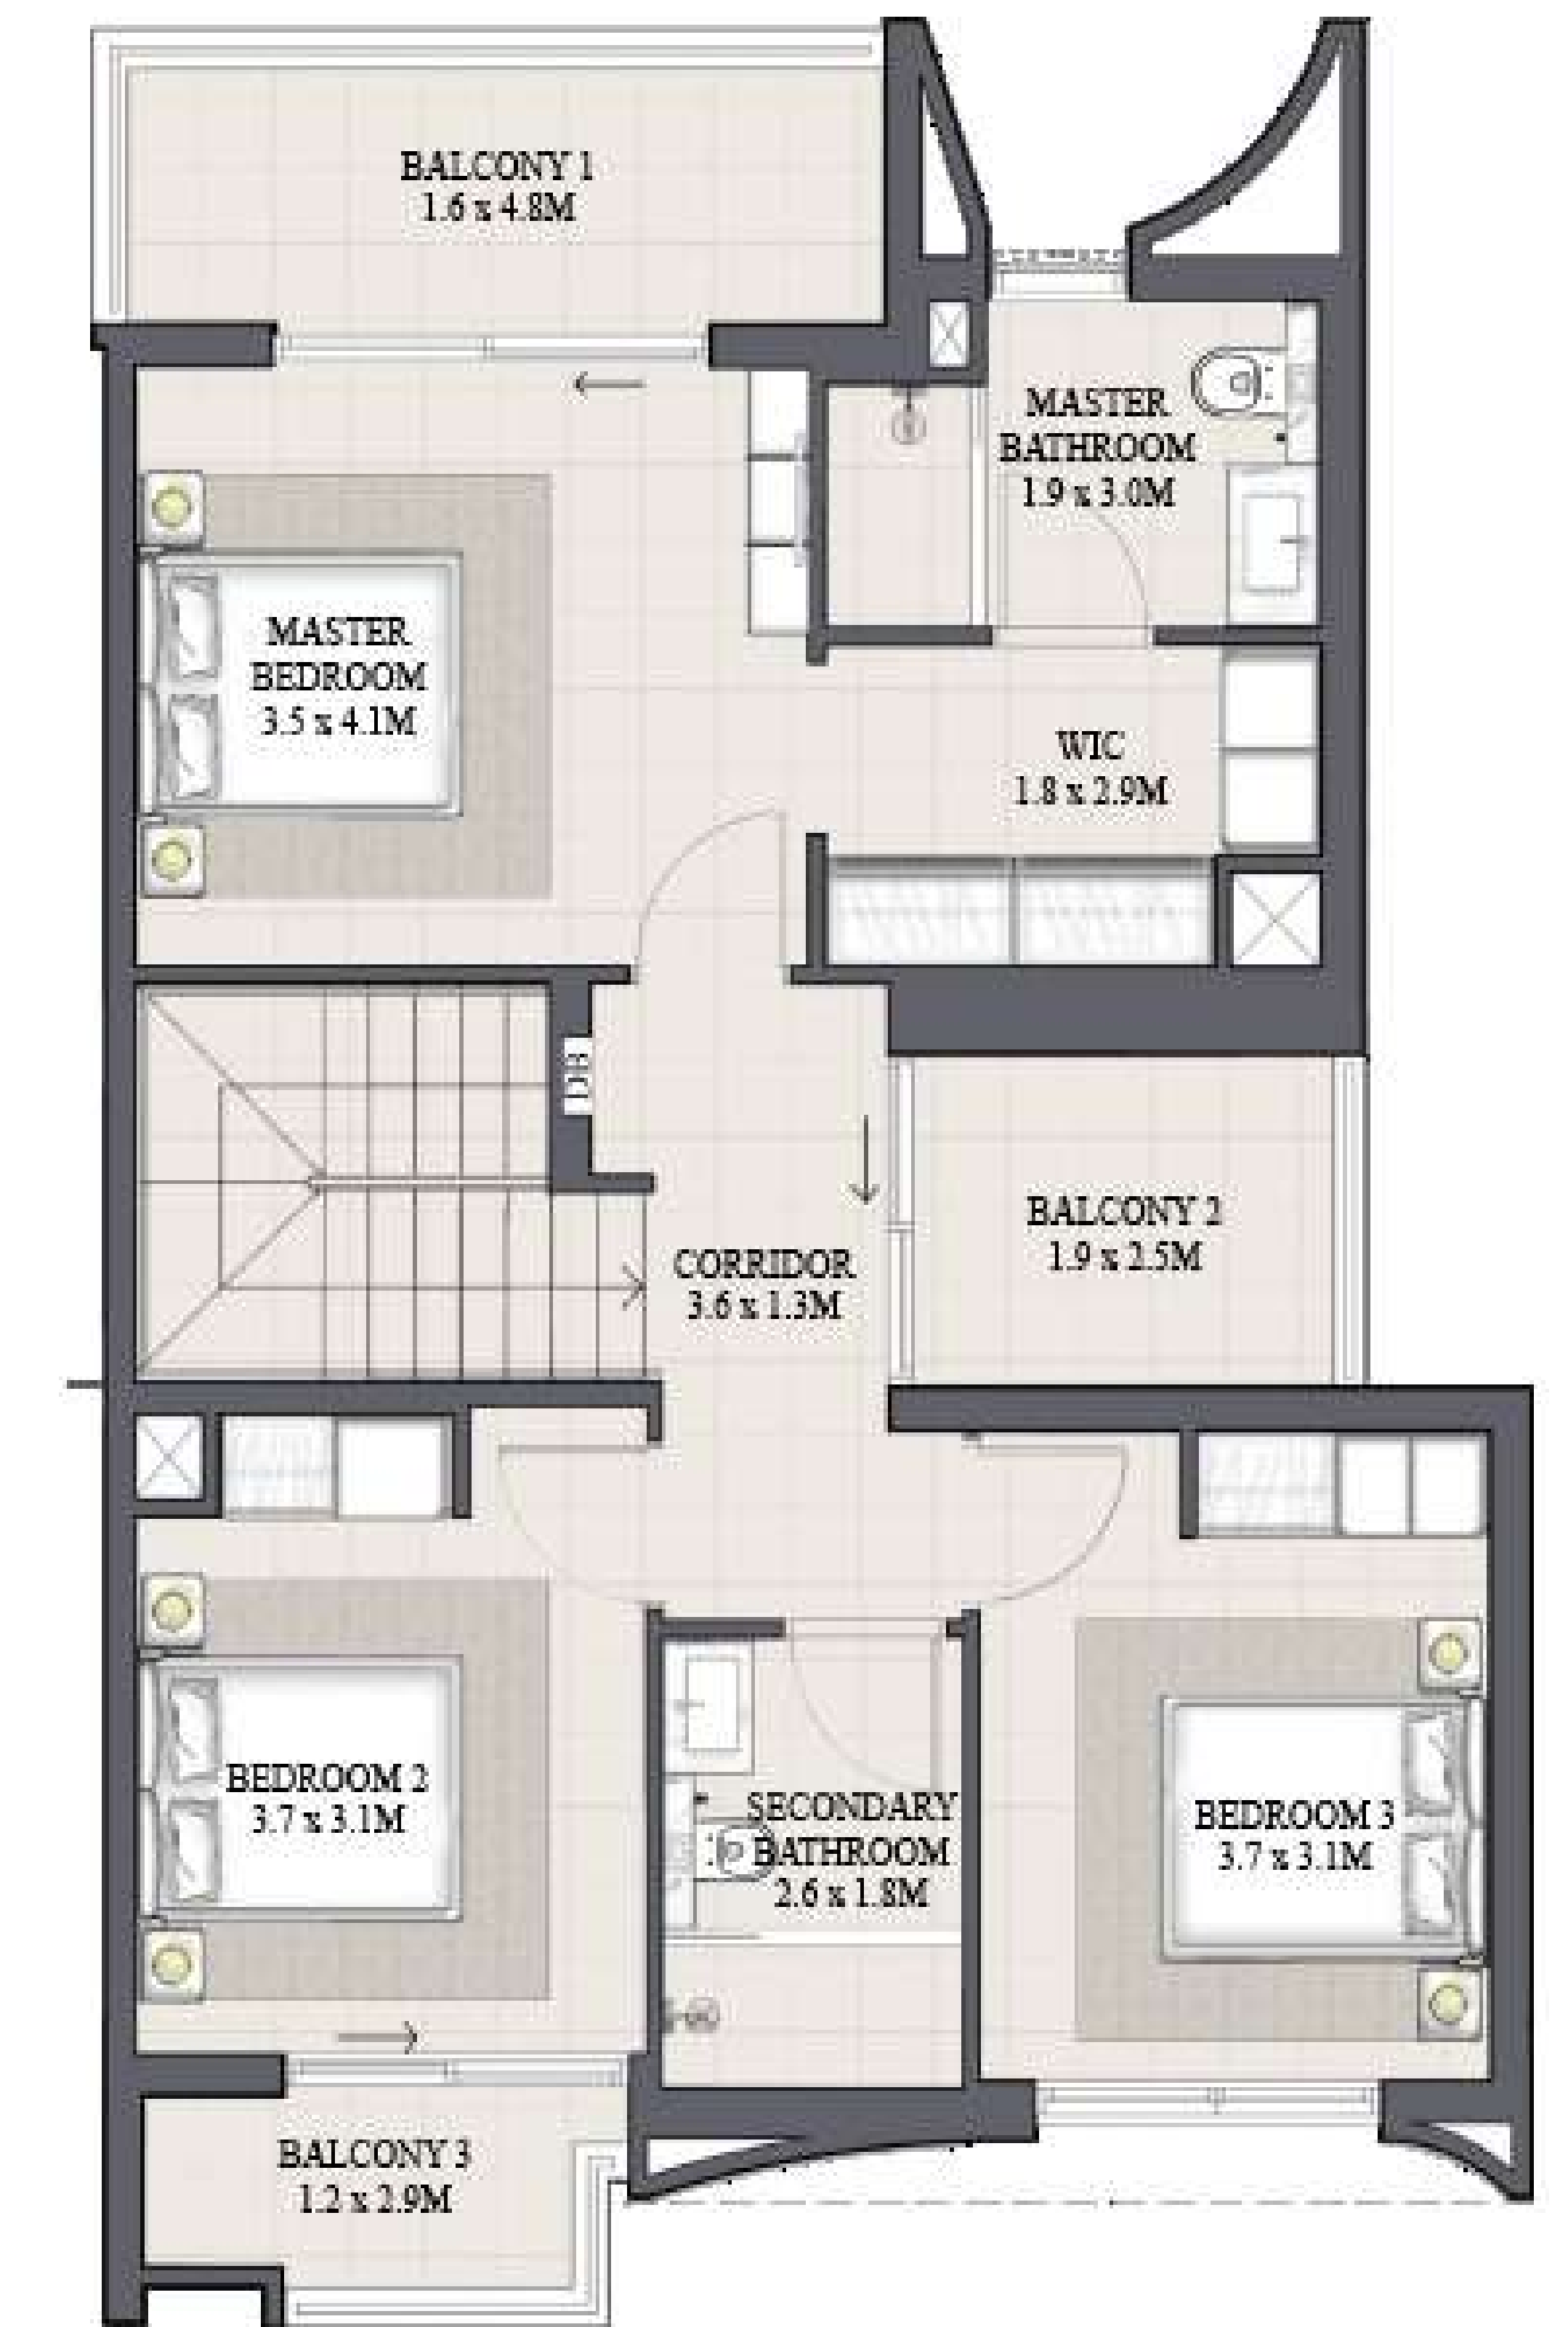 BALCONY 1
1.6 x 4.8M
MASTER
BATHROOM
1.9 x 3.0M
MASTER
BEDROOM
3.5 x 4.1M
WIC
1.8 x 2.9M
DB
BALCONY 2
1.9 x 2.5M
CORRIDOR
3.6 x 1.3M
BEDROOM 2
3.7 x 3.1M
SECONDARY
BATHROOM
2.6 x 1.8M
BEDROOM 3
3.7 x 3.1M
BALCONY 3
1.2 x 2.9M